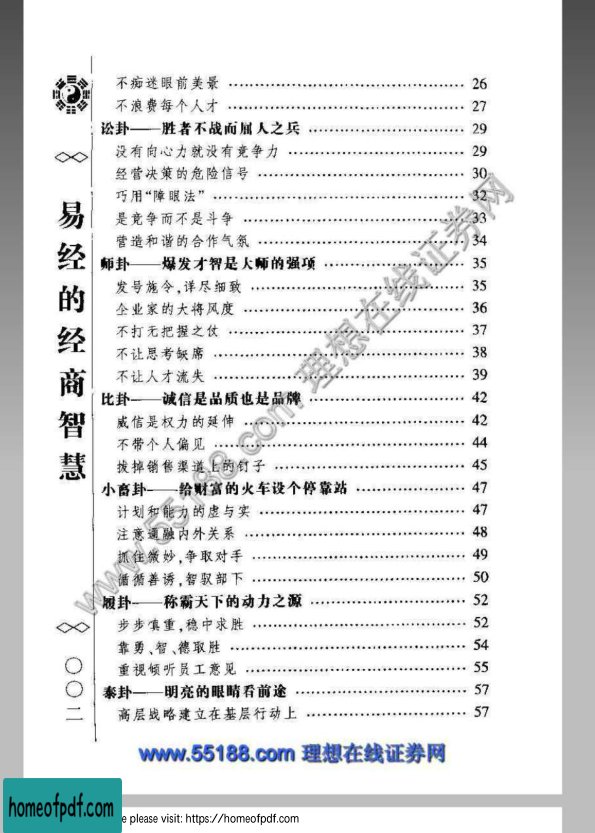 不痴迷眼前美景 ………………………………… 26
不浪费每个人才 ………………………………… 27
讼卦——胜者不战而屈人之兵 ………………………… 29
没有向心力就没有竞争力 ………………………… 29
经营决策的危险信号 ……………………………… 30
巧用“障眼法” …………………………………… 32
是竞争而不是斗争 ………………………………… 33
营造和谐的合作气氛 ……………………………… 34
师卦——爆发才智是大师的强项 ……………………… 35
发号施令,详尽细致 ……………………………… 35
企业家的大将风度 ………………………………… 36
不打无把握之仗 ………………………………… 37
不让思考缺席 …………………………………… 38
不让人才流失 …………………………………… 39
比卦——诚信是品质也是品牌 ………………………… 42
威信是权力的延伸 ………………………………… 42
不带个人偏见 …………………………………… 44
拔掉销售渠道上的钉子 …………………………… 45
小畜卦——给财富的火车设个停靠站 ………………… 47
计划和能力的虚与实 ……………………………… 47
注意通融内外关系 ………………………………… 48
抓住微妙,争取对手 ……………………………… 49
循循善诱,智驭部下 ……………………………… 50
履卦——称霸天下的动力之源 ………………………… 52
步步慎重,稳中求胜 ……………………………… 52
靠勇、智、德取胜 ………………………………… 54
重视倾听员工意见 ………………………………… 55
泰卦——明亮的眼睛看前途 …………………………… 57
高层战略建立在基层行动上 ………………………… 57
易经的经商智慧
〇〇二
www.55188.com 理想在线证券网
www.55188.com 理想在线证券网
homeofpdf.com
e please visit: https://homeofpdf.com